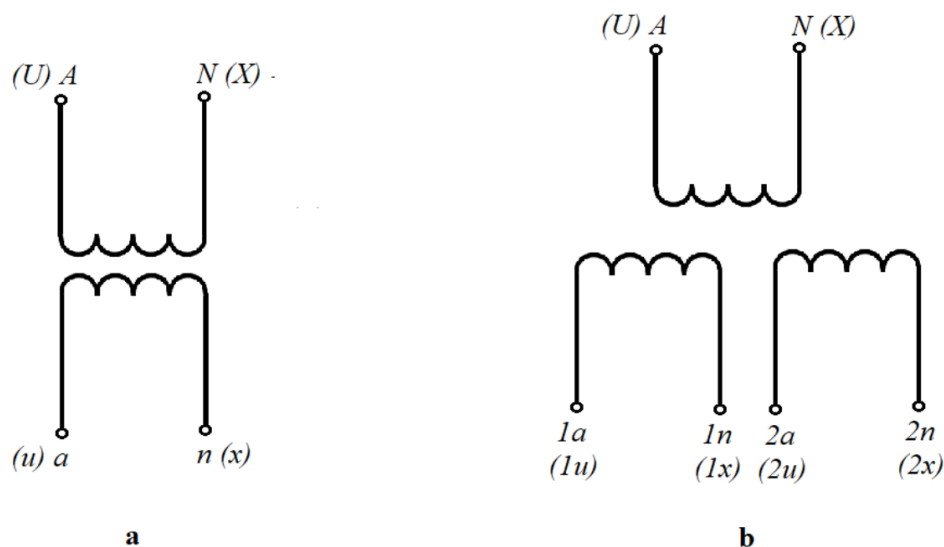 (U) A N (X)
(u) a n (x)
a
(U) A N (X)
1a 1n 2a 2n
(1u) (1x) (2u) (2x)
b